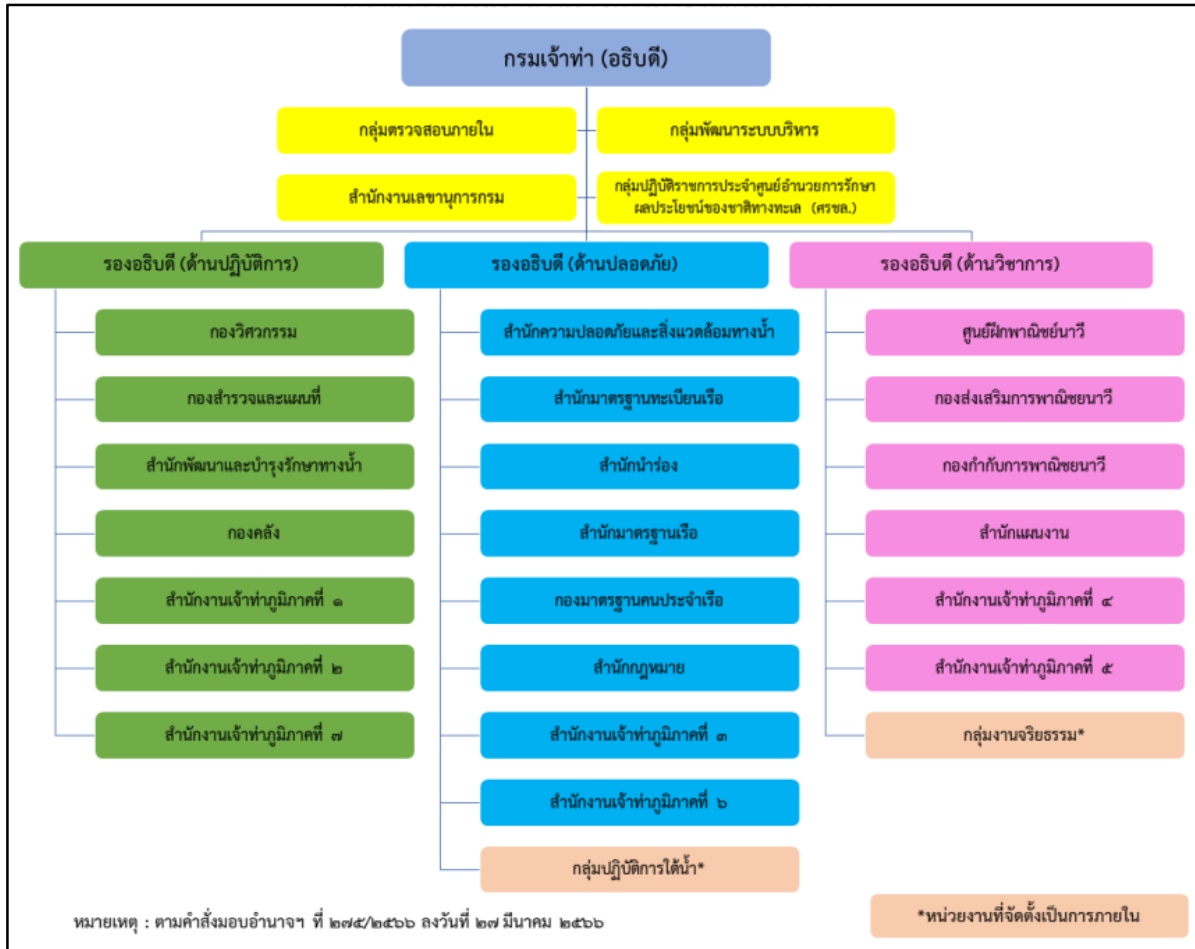 กรมเจ้าท่า (อธิบดี)
กลุ่มตรวจสอบภายใน
กลุ่มพัฒนาระบบบริหาร
สำนักงานเลขานุการกรม
กลุ่มปฏิบัติราชการประจำศูนย์อำนวยการรักษา
ผลประโยชน์ของชาติทางทะเล (ศรชล.)
รองอธิบดี (ด้านปฏิบัติการ)
กองวิศวกรรม
กองสำรวจและแผนที่
สำนักพัฒนาและบำรุงรักษาทางน้ำ
กองคลัง
สำนักงานเจ้าท่าภูมิภาคที่ ๑
สำนักงานเจ้าท่าภูมิภาคที่ ๒
สำนักงานเจ้าท่าภูมิภาคที่ ๗
รองอธิบดี (ด้านปลอดภัย)
สำนักความปลอดภัยและสิ่งแวดล้อมทางน้ำ
สำนักมาตรฐานทะเบียนเรือ
สำนักนำร่อง
สำนักมาตรฐานเรือ
กองมาตรฐานคนประจำเรือ
สำนักกฎหมาย
สำนักงานเจ้าท่าภูมิภาคที่ ๓
สำนักงานเจ้าท่าภูมิภาคที่ ๖
กลุ่มปฏิบัติการใต้น้ำ*
รองอธิบดี (ด้านวิชาการ)
ศูนย์ฝึกพาณิชย์นาวี
กองส่งเสริมการพาณิชยนาวี
กองกำกับการพาณิชยนาวี
สำนักแผนงาน
สำนักงานเจ้าท่าภูมิภาคที่ ๔
สำนักงานเจ้าท่าภูมิภาคที่ ๕
กลุ่มงานจริยธรรม*
หมายเหตุ : ตามคำสั่งมอบอำนาจฯ ที่ ๒๗๕/๒๕๖๖ ลงวันที่ ๒๗ มีนาคม ๒๕๖๖
*หน่วยงานที่จัดตั้งเป็นการภายใน